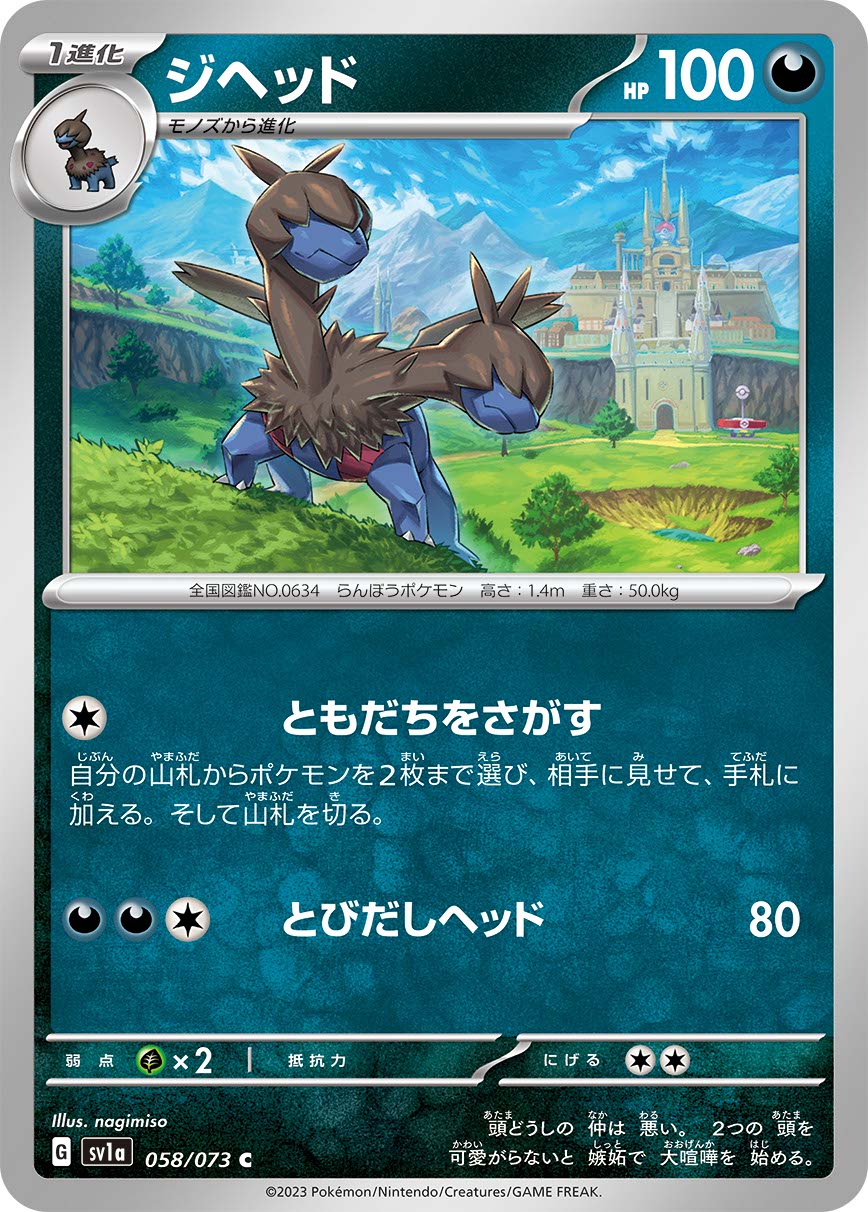 1進化
ジヘッド
HP 100
モノズから進化
全国図鑑NO.0634 らんぼうポケモン 高さ：1.4m 重さ：50.0kg
ともだちをさがす
自分の山札からポケモンを2枚まで選び、相手に見せて、手札に
加える。そして山札を切る。
とびだしヘッド 80
弱点 ×2 抵抗力 にげる
Illus. nagimiso
頭どうしの 仲は 悪い。 2つの 頭を
可愛がらないと 嫉妬で 大喧嘩を 始める。
G sv1a 058/073 C
©2023 Pokémon/Nintendo/Creatures/GAME FREAK.